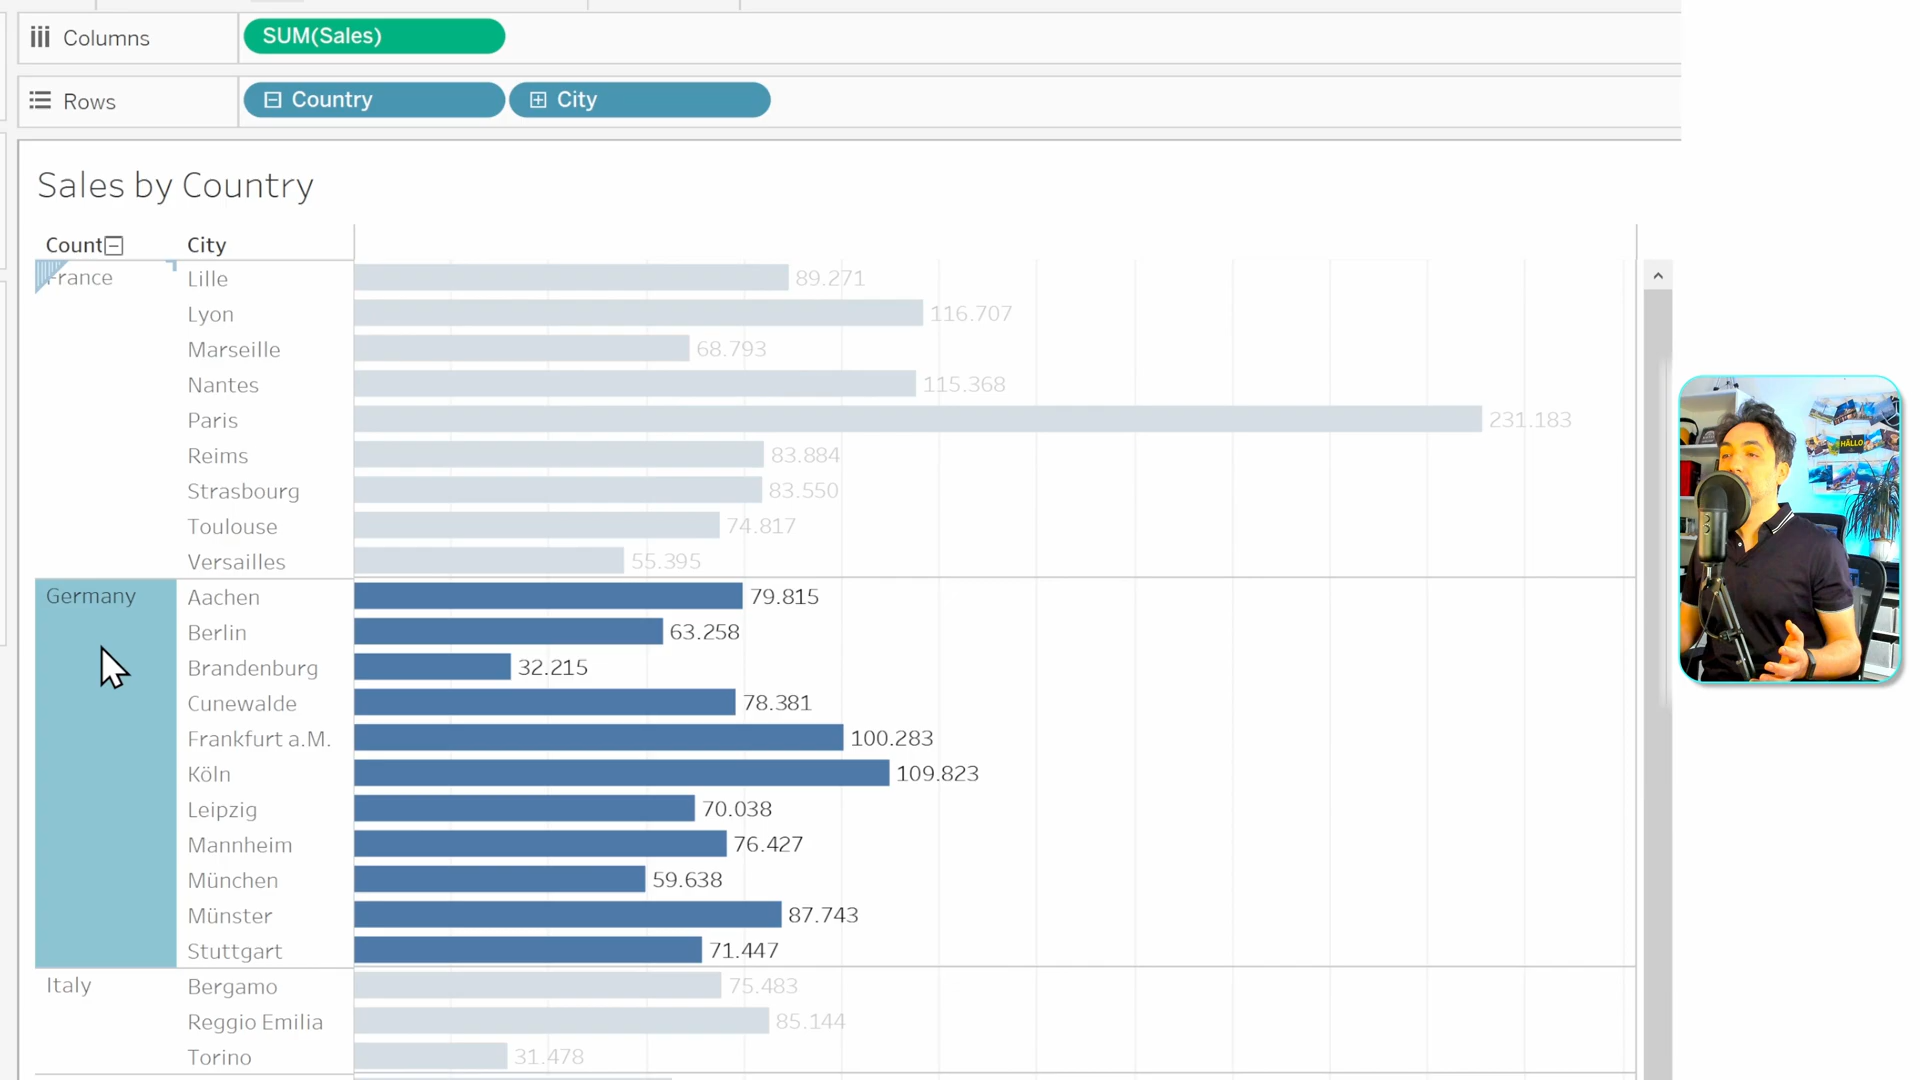 Columns
SUM(Sales)
Rows
Country
City
Sales by Country
Count
City
France
Lille
89.271
Lyon
116.707
Marseille
68.793
Nantes
115.368
Paris
231.183
Reims
83.884
Strasbourg
83.550
Toulouse
74.817
Versailles
55.395
Germany
Aachen
79.815
Berlin
63.258
Brandenburg
32.215
Cunewalde
78.381
Frankfurt a.M.
100.283
Köln
109.823
Leipzig
70.038
Mannheim
76.427
München
59.638
Münster
87.743
Stuttgart
71.447
Italy
Bergamo
75.483
Reggio Emilia
85.144
Torino
31.478
HALLO